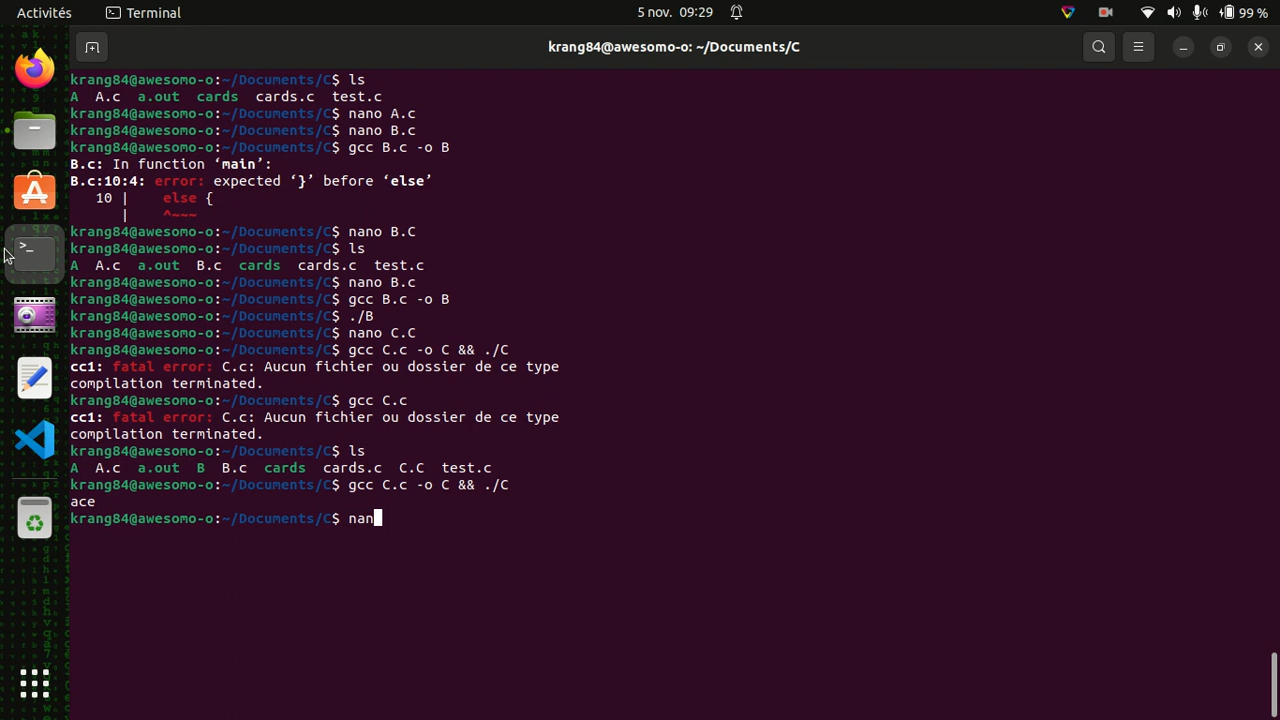 Activités
Terminal
5 nov. 09:29
99 %
krang84@awesomo-o: ~/Documents/C
krang84@awesomo-o:~/Documents/C$ ls
A A.c a.out cards cards.c test.c
krang84@awesomo-o:~/Documents/C$ nano A.c
krang84@awesomo-o:~/Documents/C$ nano B.c
krang84@awesomo-o:~/Documents/C$ gcc B.c -o B
B.c: In function ‘main’:
B.c:10:4: error: expected ‘}’ before ‘else’
10 | else {
| ^~~~
krang84@awesomo-o:~/Documents/C$ nano B.C
krang84@awesomo-o:~/Documents/C$ ls
A A.c a.out B.c cards cards.c test.c
krang84@awesomo-o:~/Documents/C$ nano B.c
krang84@awesomo-o:~/Documents/C$ gcc B.c -o B
krang84@awesomo-o:~/Documents/C$ ./B
krang84@awesomo-o:~/Documents/C$ nano C.C
krang84@awesomo-o:~/Documents/C$ gcc C.c -o C && ./C
cc1: fatal error: C.c: Aucun fichier ou dossier de ce type
compilation terminated.
krang84@awesomo-o:~/Documents/C$ gcc C.c
cc1: fatal error: C.c: Aucun fichier ou dossier de ce type
compilation terminated.
krang84@awesomo-o:~/Documents/C$ ls
A A.c a.out B B.c cards cards.c C.C test.c
krang84@awesomo-o:~/Documents/C$ gcc C.c -o C && ./C
ace
krang84@awesomo-o:~/Documents/C$ nan